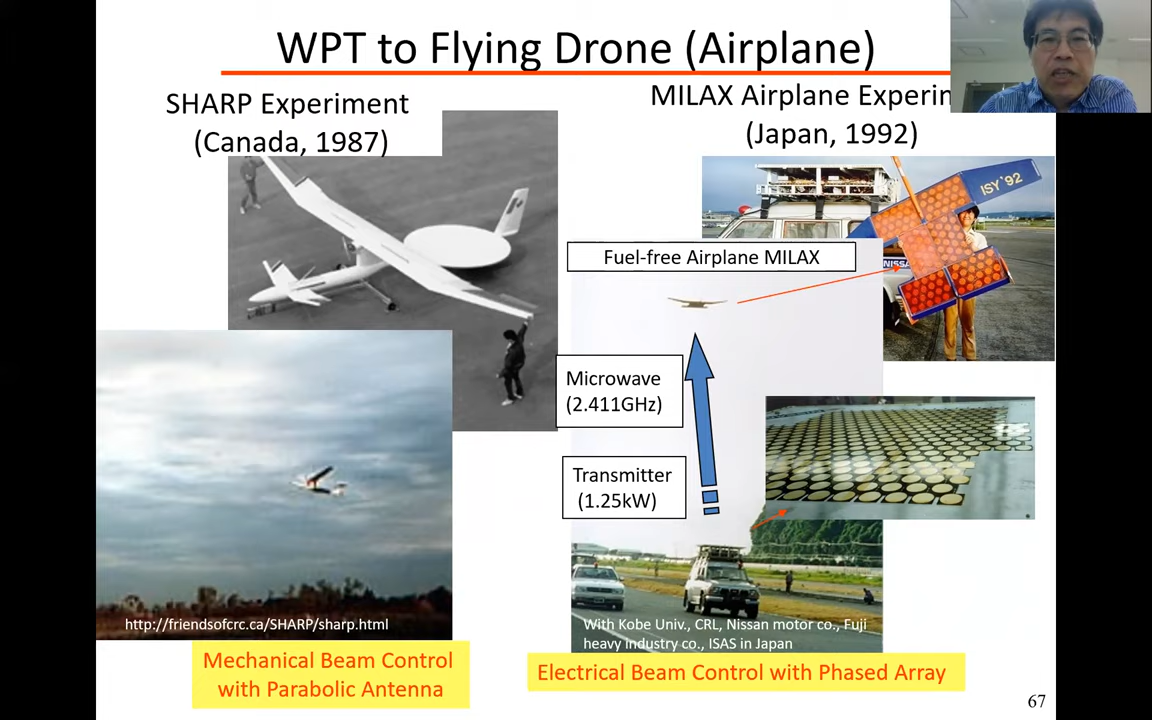 WPT to Flying Drone (Airplane)
SHARP Experiment
(Canada, 1987)
MILAX Airplane Experin
(Japan, 1992)
ISY'92
Fuel-free Airplane MILAX
NISSA
Microwave
(2.411GHz)
Transmitter
(1.25kW)
http://friendsofcrc.ca/SHARP/sharp.html
With Kobe Univ., CRL, Nissan motor co., Fuji
heavy industry co., ISAS in Japan
Mechanical Beam Control
with Parabolic Antenna
Electrical Beam Control with Phased Array
67